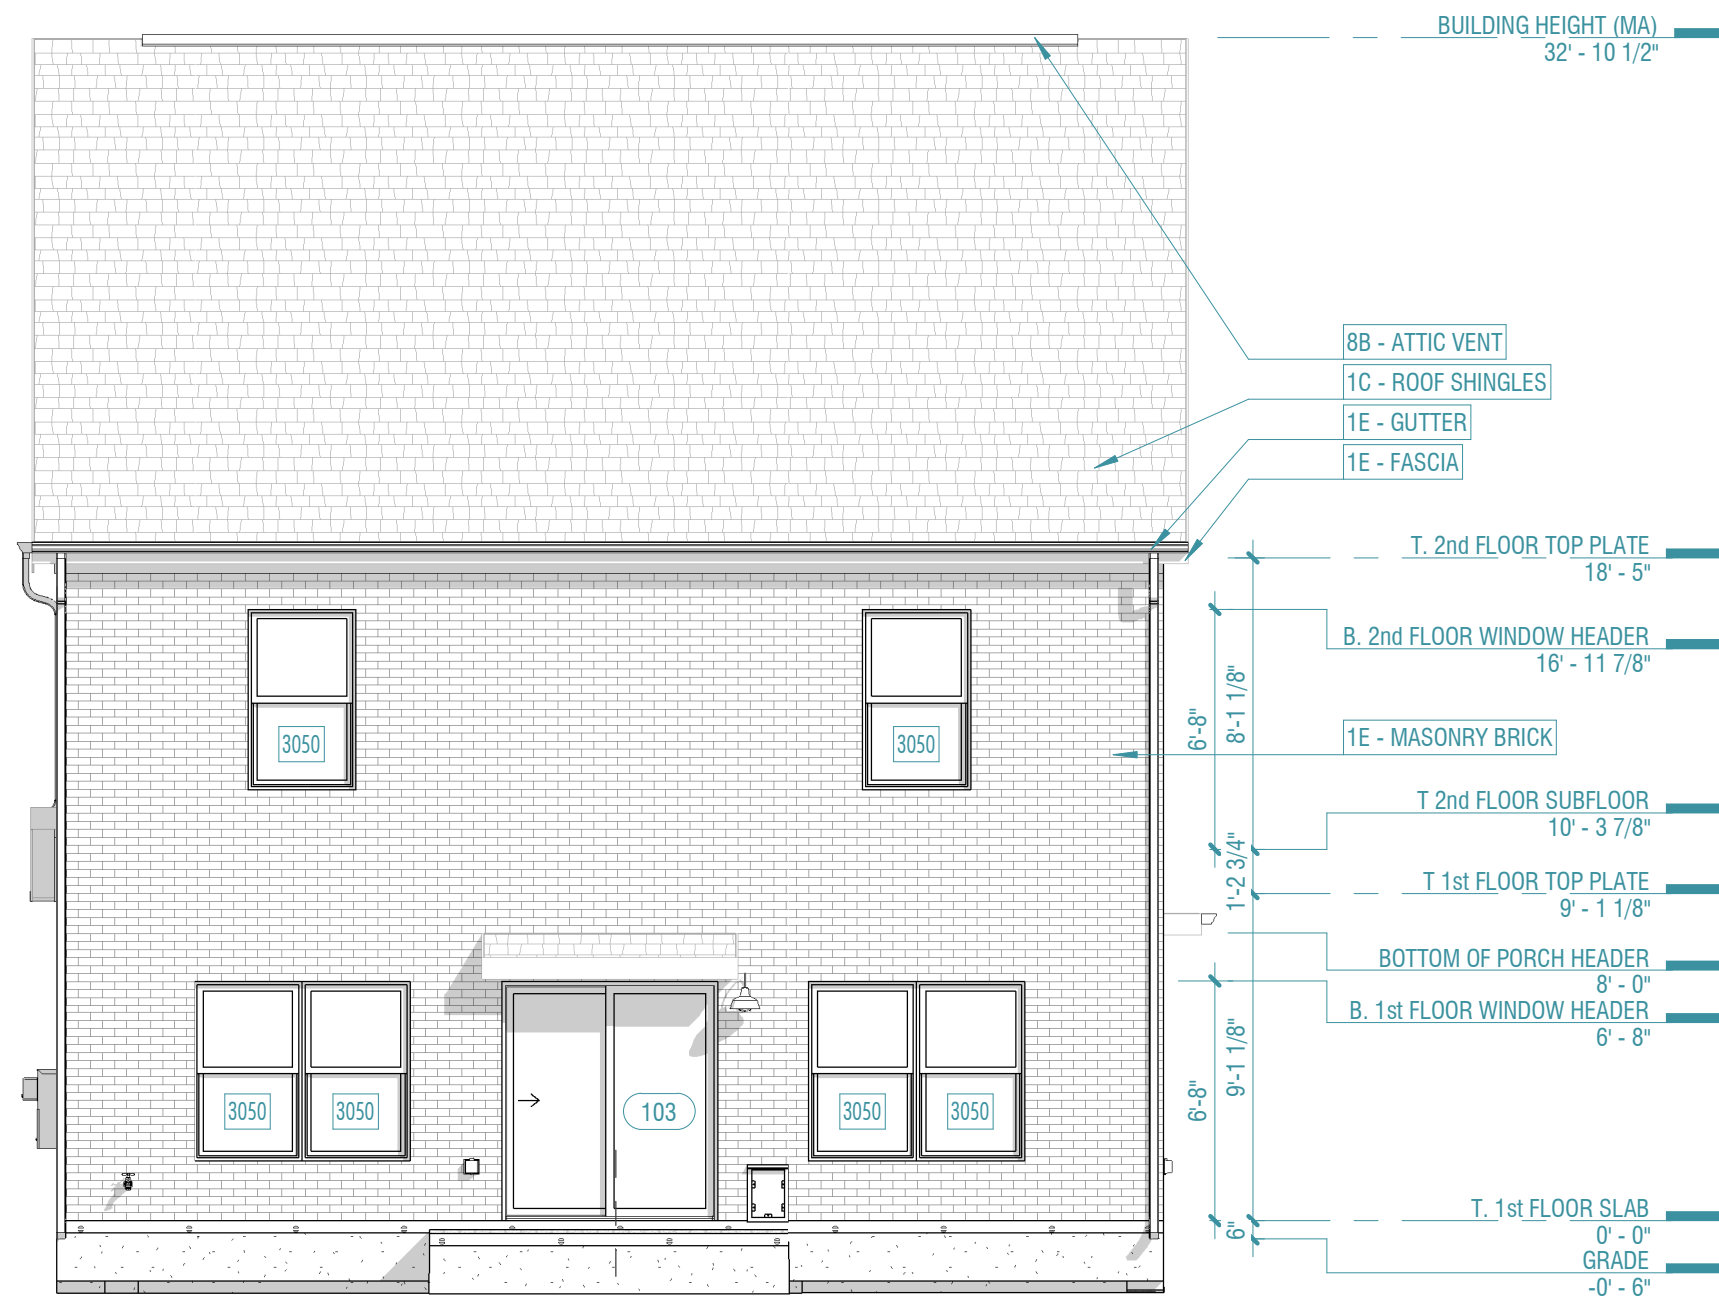 BUILDING HEIGHT (MA)
32' - 10 1/2"
8B - ATTIC VENT
1C - ROOF SHINGLES
1E - GUTTER
1E - FASCIA
T. 2nd FLOOR TOP PLATE
18' - 5"
B. 2nd FLOOR WINDOW HEADER
16' - 11 7/8"
6'-8"
8'-1 1/8"
3050
3050
1E - MASONRY BRICK
T 2nd FLOOR SUBFLOOR
10' - 3 7/8"
1'-2 3/4"
T 1st FLOOR TOP PLATE
9' - 1 1/8"
BOTTOM OF PORCH HEADER
8' - 0"
B. 1st FLOOR WINDOW HEADER
6' - 8"
6'-8"
9'-1 1/8"
3050
3050
103
3050
3050
T. 1st FLOOR SLAB
0' - 0"
6"
GRADE
-0' - 6"